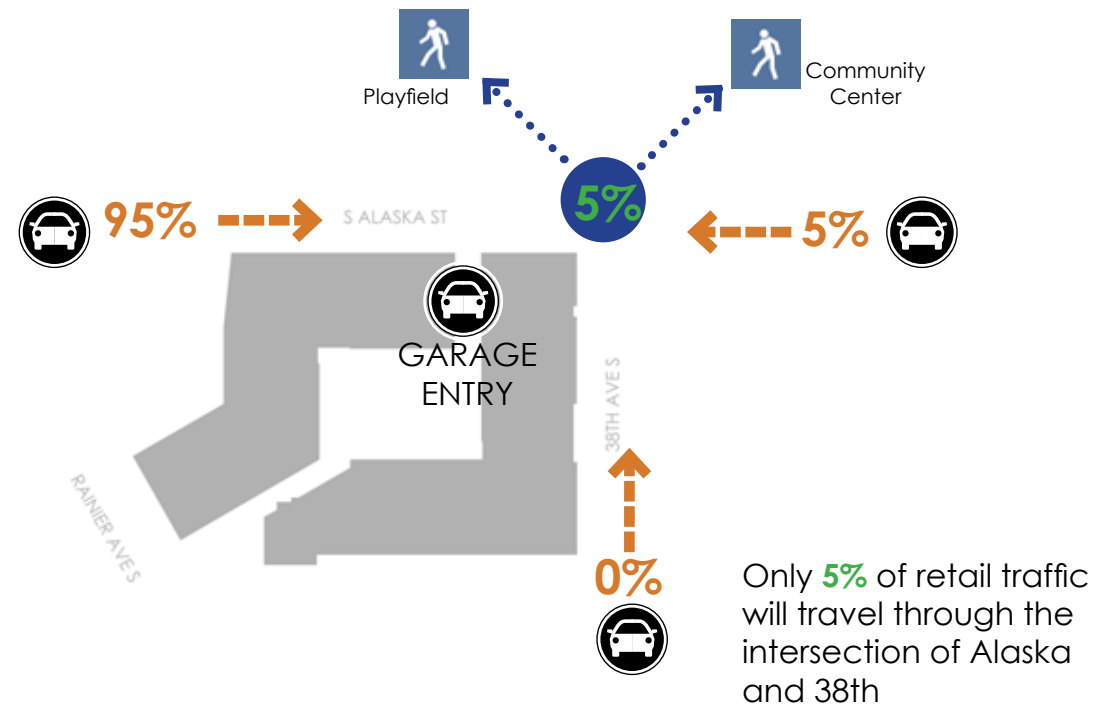 Playfield
Community
Center
5%
95%
S ALASKA ST
5%
GARAGE
ENTRY
38TH AVE S
RAINIER AVE S
0%
Only 5% of retail traffic
will travel through the
intersection of Alaska
and 38th